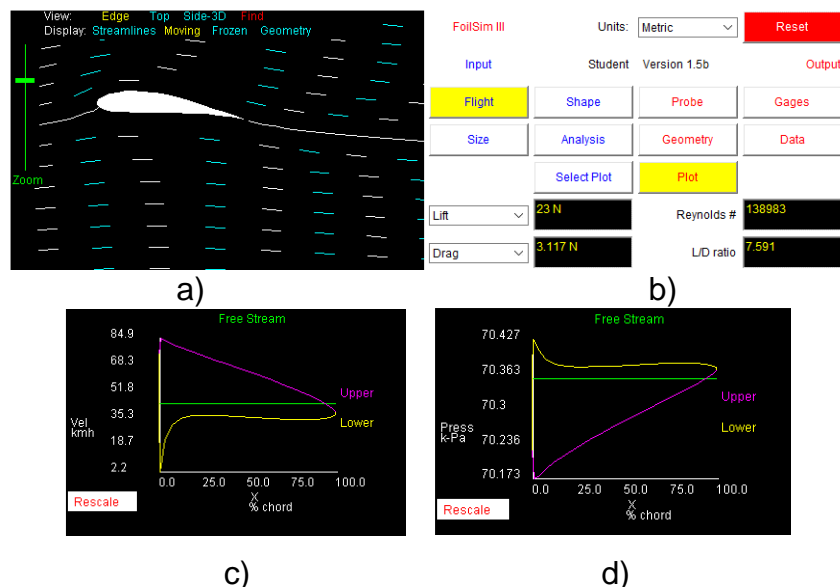 View: Edge Top Side-3D Find
Display: Streamlines Moving Frozen Geometry
Zoom
a)
FoilSim III Units: Metric Reset
Input Student Version 1.5b Output
Flight Shape Probe Gages
Size Analysis Geometry Data
Select Plot Plot
Lift 23 N Reynolds # 138983
Drag 3.117 N L/D ratio 7.591
b)
Free Stream
84.9
68.3
51.8
35.3
18.7
2.2
Vel
kmh
Upper
Lower
0.0 25.0 50.0 75.0 100.0
X
% chord
Rescale
c)
Free Stream
70.427
70.363
70.3
70.236
70.173
Press
k-Pa
Upper
Lower
0.0 25.0 50.0 75.0 100.0
X
% chord
Rescale
d)